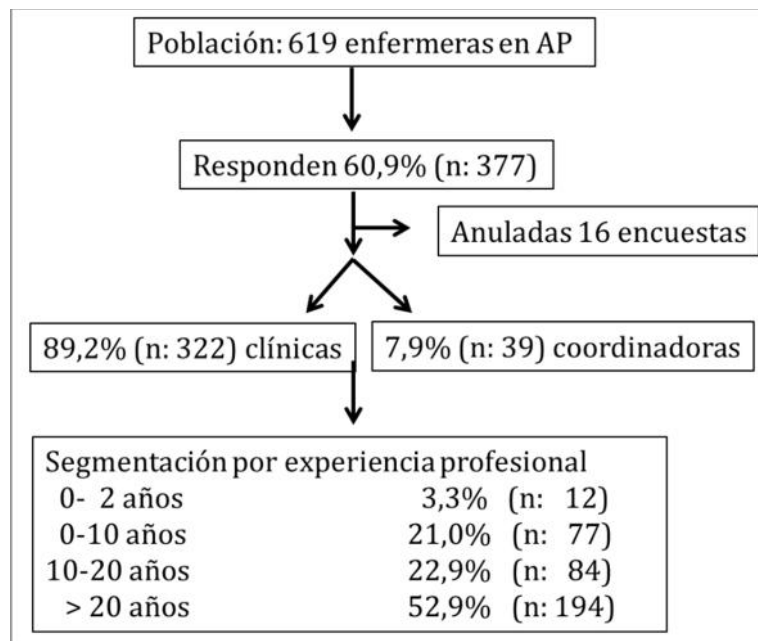 Población: 619 enfermeras en AP
Responden 60,9% (n: 377)
Anuladas 16 encuestas
89,2% (n: 322) clínicas
7,9% (n: 39) coordinadoras
Segmentación por experiencia profesional
0- 2 años 3,3% (n: 12)
0-10 años 21,0% (n: 77)
10-20 años 22,9% (n: 84)
> 20 años 52,9% (n: 194)